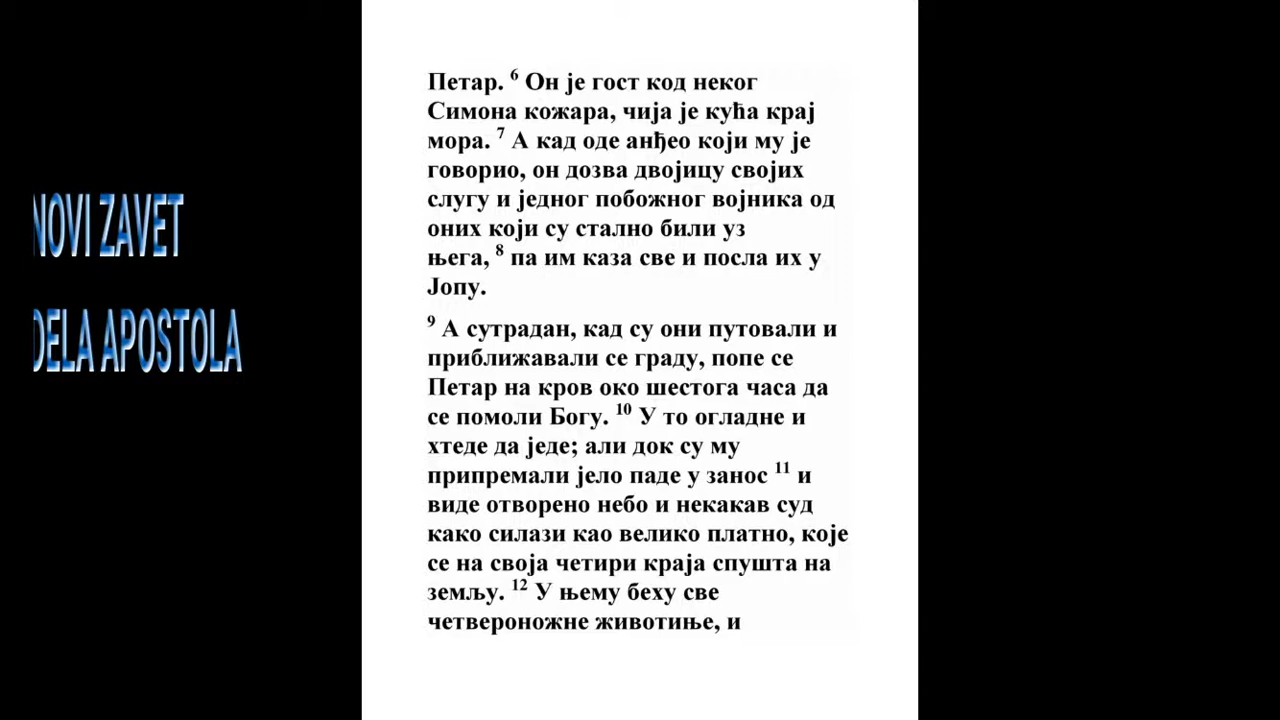 NOVI ZAVET
DELA APOSTOLA
Петар. 6 Он је гост код неког
Симона кожара, чија је кућа крај
мора. 7 А кад оде анђео који му је
говорио, он дозва двојицу својих
слугу и једног побожног војника од
оних који су стално били уз
њега, 8 па им каза све и посла их у
Јопу.
9 А сутрадан, кад су они путовали и
приближавали се граду, попе се
Петар на кров око шестога часа да
се помоли Богу. 10 У то огладне и
хтеде да једе; али док су му
припремали јело паде у занос 11 и
виде отворено небо и некакав суд
како силази као велико платно, које
се на своја четири краја спушта на
земљу. 12 У њему беху све
четвероножне животиње, и